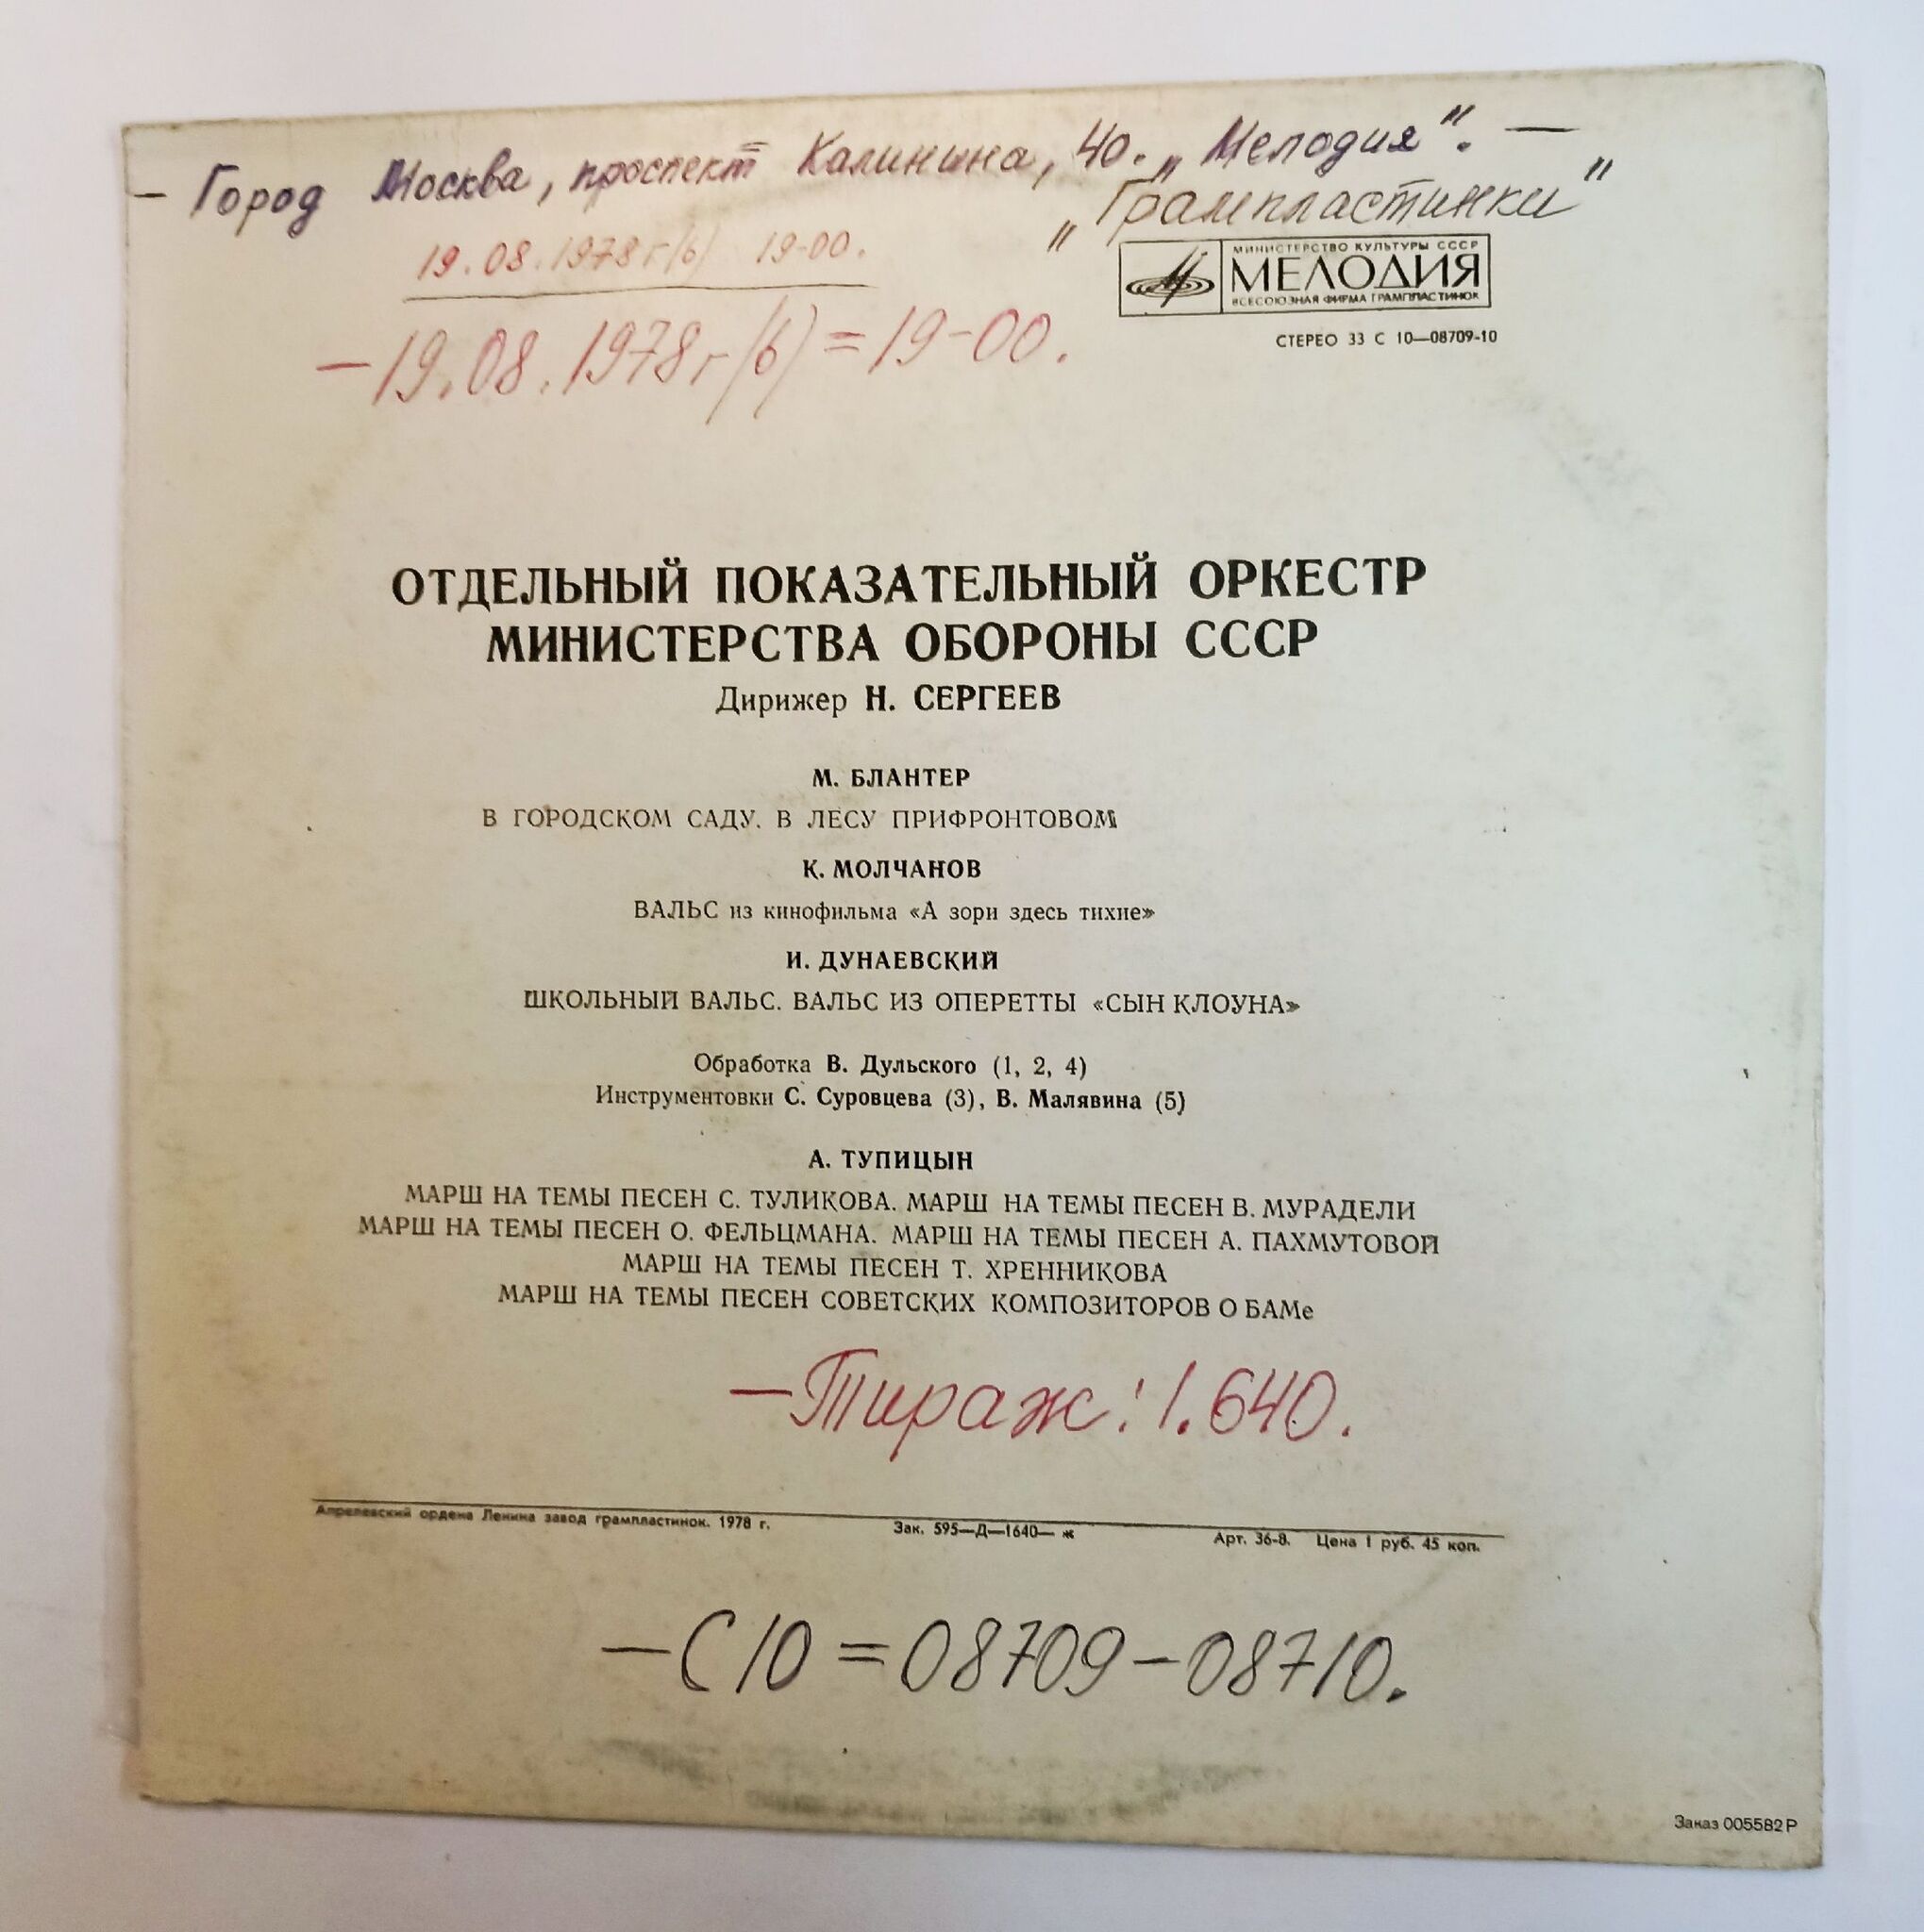 — Город Москва, проспект Калинина, 40. „Мелодия“. —
„Грампластинки“
19.08.1978г/6/ 19-00.
— 19.08.1978г/6/ = 19-00.
МИНИСТЕРСТВО КУЛЬТУРЫ СССР
МЕЛОДИЯ
ВСЕСОЮЗНАЯ ФИРМА ГРАМПЛАСТИНОК
СТЕРЕО 33 С 10—08709-10
ОТДЕЛЬНЫЙ ПОКАЗАТЕЛЬНЫЙ ОРКЕСТР
МИНИСТЕРСТВА ОБОРОНЫ СССР
Дирижер Н. СЕРГЕЕВ
М. БЛАНТЕР
В ГОРОДСКОМ САДУ. В ЛЕСУ ПРИФРОНТОВОМ
К. МОЛЧАНОВ
ВАЛЬС из кинофильма «А зори здесь тихие»
И. ДУНАЕВСКИЙ
ШКОЛЬНЫЙ ВАЛЬС. ВАЛЬС ИЗ ОПЕРЕТТЫ «СЫН КЛОУНА»
Обработка В. Дульского (1, 2, 4)
Инструментовки С. Суровцева (3), В. Малявина (5)
А. ТУПИЦЫН
МАРШ НА ТЕМЫ ПЕСЕН С. ТУЛИКОВА. МАРШ НА ТЕМЫ ПЕСЕН В. МУРАДЕЛИ
МАРШ НА ТЕМЫ ПЕСЕН О. ФЕЛЬЦМАНА. МАРШ НА ТЕМЫ ПЕСЕН А. ПАХМУТОВОЙ
МАРШ НА ТЕМЫ ПЕСЕН Т. ХРЕННИКОВА
МАРШ НА ТЕМЫ ПЕСЕН СОВЕТСКИХ КОМПОЗИТОРОВ О БАМе
— Тираж: 1.640.
Апрелевский ордена Ленина завод грампластинок. 1978 г. Зак. 595—Д—1640— ж Арт. 36-8. Цена 1 руб. 45 коп.
— С10 = 08709 — 08710.
Заказ 005582 Р